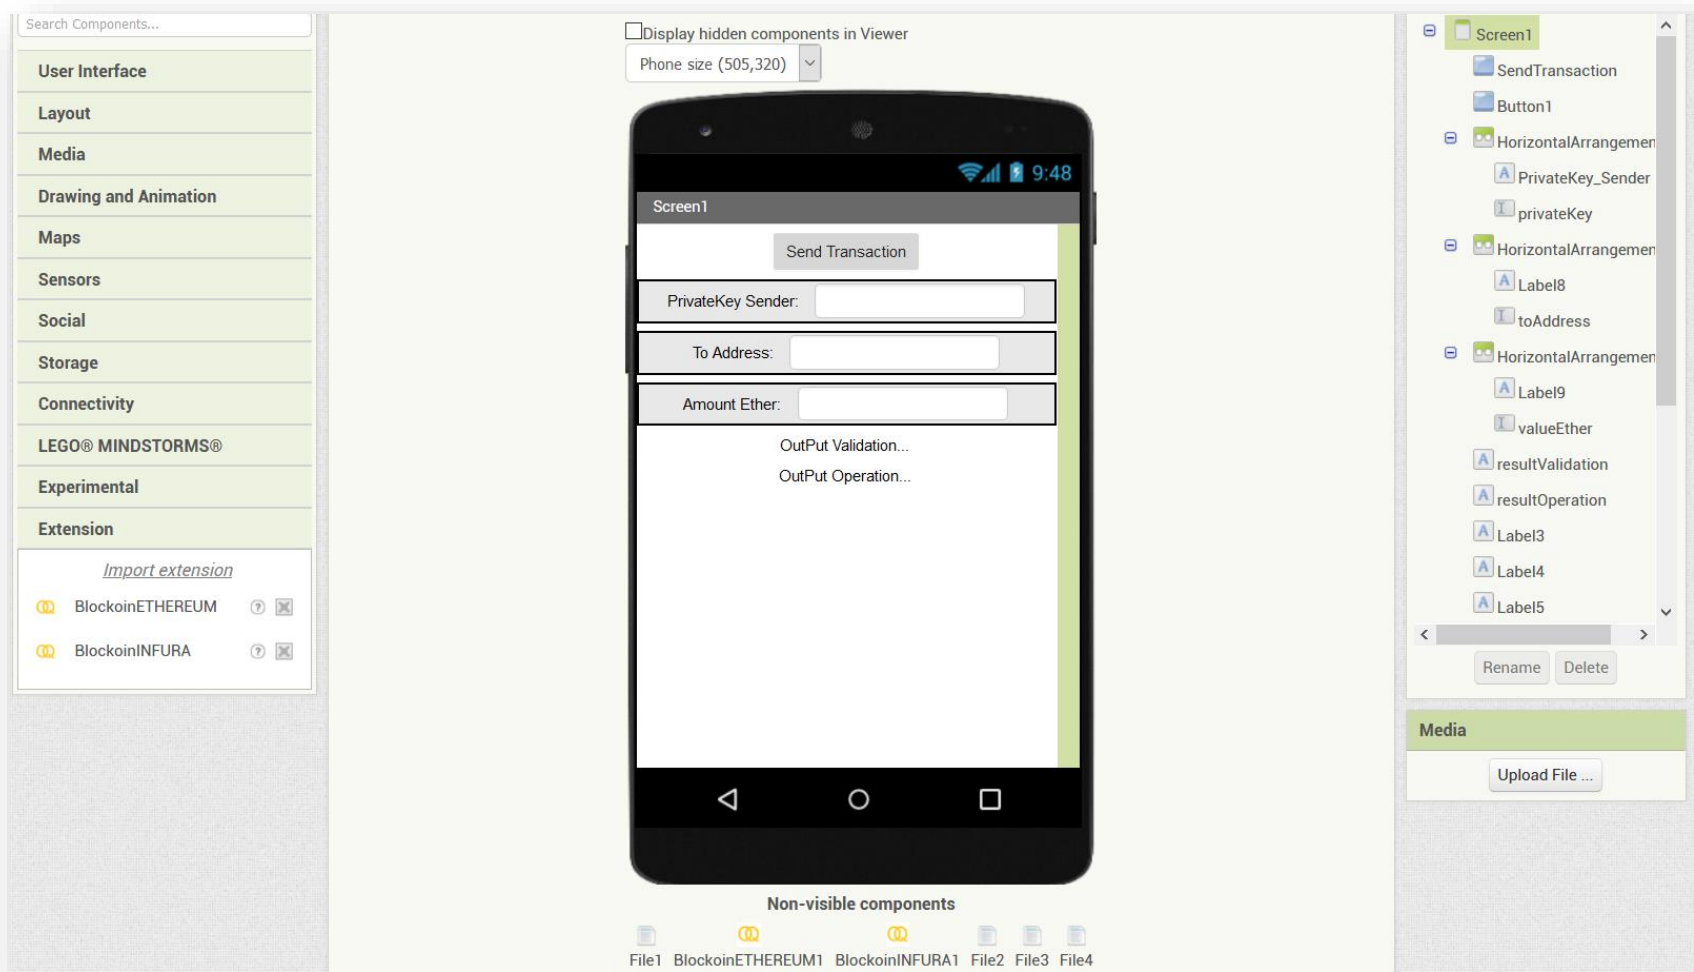 Search Components...
User Interface
Layout
Media
Drawing and Animation
Maps
Sensors
Social
Storage
Connectivity
LEGO® MINDSTORMS®
Experimental
Extension
Import extension
BlockoinETHEREUM ?
BlockoinINFURA ?
Display hidden components in Viewer
Phone size (505,320)
9:48
Screen1
Send Transaction
PrivateKey Sender:
To Address:
Amount Ether:
OutPut Validation...
OutPut Operation...
Non-visible components
File1 BlockoinETHEREUM1 BlockoinINFURA1 File2 File3 File4
Screen1
SendTransaction
Button1
HorizontalArrangemen
A PrivateKey_Sender
privateKey
HorizontalArrangemen
A Label8
toAddress
HorizontalArrangemen
A Label9
valueEther
A resultValidation
A resultOperation
A Label3
A Label4
A Label5
Rename Delete
Media
Upload File ...